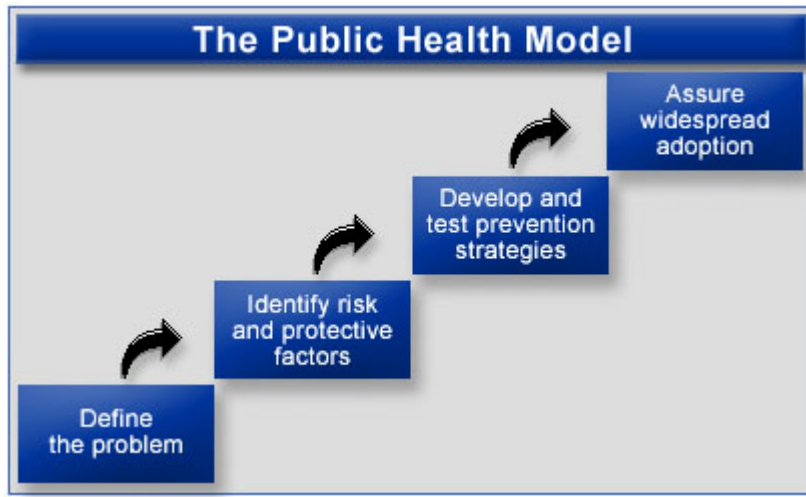 The Public Health Model
Assure
widespread
adoption
Develop and
test prevention
strategies
Identify risk
and protective
factors
Define
the problem